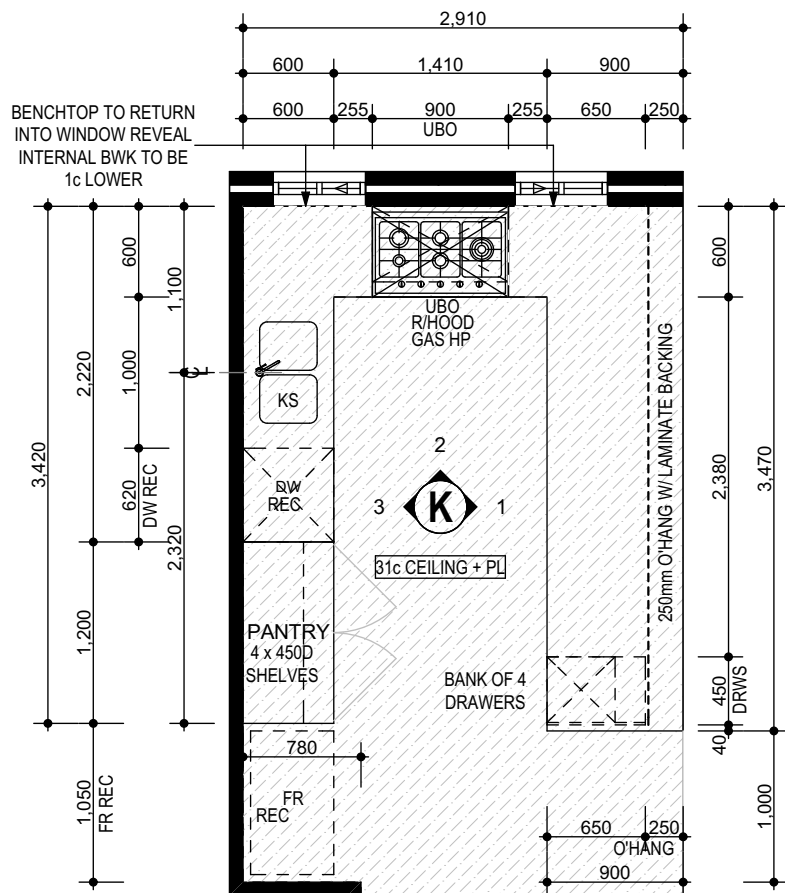 2,910
600
1,410
900
600
255
900
255
650
250
UBO
BENCHTOP TO RETURN
INTO WINDOW REVEAL
INTERNAL BWK TO BE
1c LOWER
600
1,100
2,220
1,000
3,420
620
DW REC
2,320
1,200
1,050
FR REC
UBO
R/HOOD
GAS HP
CL
KS
DW
REC
2
3
K
1
31c CEILING + PL
PANTRY
4 x 450D
SHELVES
BANK OF 4
DRAWERS
780
FR
REC
250mm O'HANG W/ LAMINATE BACKING
600
2,380
3,470
450
DRWS
40
1,000
650
250
O'HANG
900